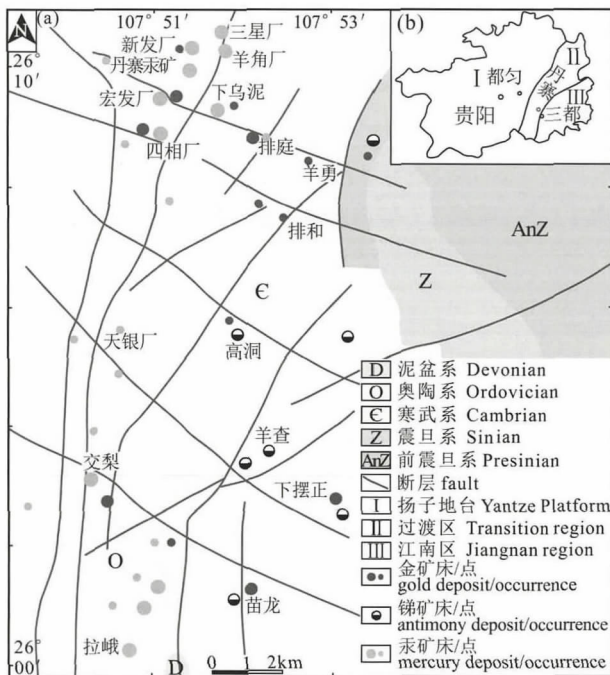 N
(a)
107° 51
107° 53
26°
10′
三星厂
新发厂
羊角厂
丹寨汞矿
下乌泥
宏发厂
四相厂
排庭
羊勇
排和
AnZ
Z
Є
天银厂
高洞
羊查
交梨
下摆正
O
苗龙
拉峨
D
26°
00′
0 1 2km
(b)
II
I 都匀
丹寨
III
贵阳
三都
D 泥盆系 Devonian
O 奥陶系 Ordovician
Є 寒武系 Cambrian
Z 震旦系 Sinian
AnZ 前震旦系 Presinian
断层 fault
I 扬子地台 Yantze Platform
II 过渡区 Transition region
III 江南区 Jiangnan region
金矿床/点
gold deposit/occurrence
锑矿床/点
antimony deposit/occurrence
汞矿床/点
mercury deposit/occurrence